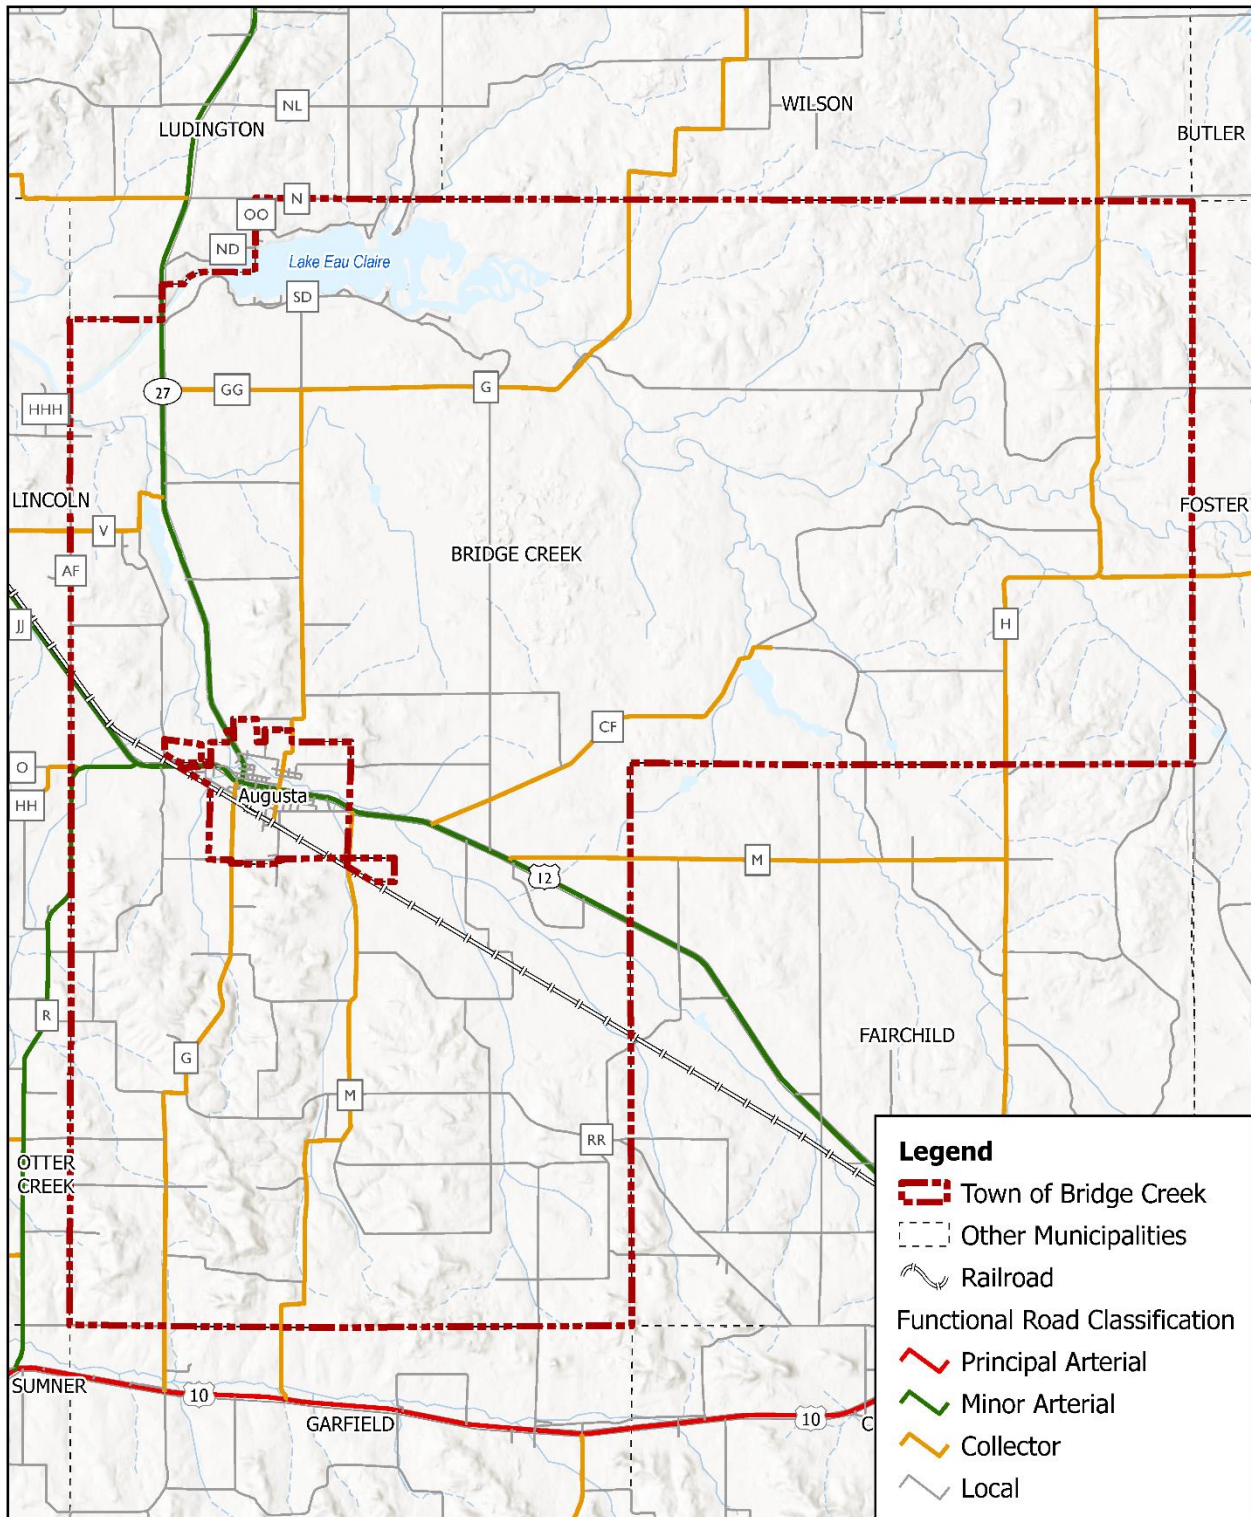 NL
LUDINGTON
WILSON
BUTLER
N
OO
ND
Lake Eau Claire
SD
27
GG
G
HHH
LINCOLN
V
FOSTER
BRIDGE CREEK
AF
JJ
H
CF
O
HH
Augusta
M
12
R
FAIRCHILD
G
M
RR
OTTER
CREEK
SUMNER
10
GARFIELD
10
C
Legend
Town of Bridge Creek
Other Municipalities
Railroad
Functional Road Classification
Principal Arterial
Minor Arterial
Collector
Local